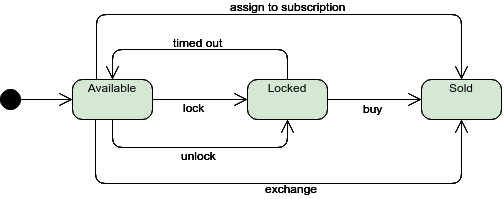 assign to subscription
timed out
Available
Locked
Sold
lock
buy
unlock
exchange